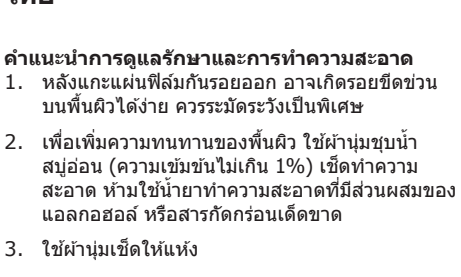 ไทย
คำแนะนำการดูแลรักษาและการทำความสะอาด
1. หลังแกะแผ่นฟิล์มกันรอยออก อาจเกิดรอยขีดข่วน
บนพื้นผิวได้ง่าย ควรระมัดระวังเป็นพิเศษ
2. เพื่อเพิ่มความทนทานของพื้นผิว ใช้ผ้านุ่มชุบน้ำ
สบู่อ่อน (ความเข้มข้นไม่เกิน 1%) เช็ดทำความ
สะอาด ห้ามใช้น้ำยาทำความสะอาดที่มีส่วนผสมของ
แอลกอฮอล์ หรือสารกัดกร่อนเด็ดขาด
3. ใช้ผ้านุ่มเช็ดให้แห้ง